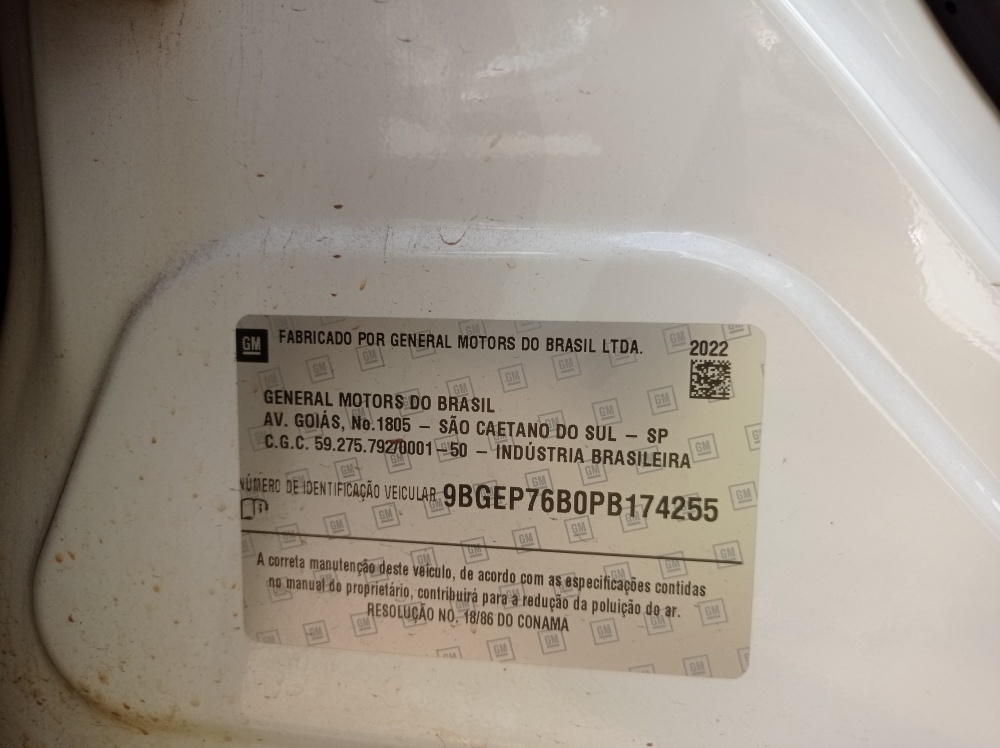 GM FABRICADO POR GENERAL MOTORS DO BRASIL LTDA.
2022
GENERAL MOTORS DO BRASIL
AV. GOIÁS, No.1805 – SÃO CAETANO DO SUL – SP
C.G.C. 59.275.792/0001–50 – INDÚSTRIA BRASILEIRA
NÚMERO DE IDENTIFICAÇÃO VEICULAR 9BGEP76B0PB174255
A correta manutenção deste veículo, de acordo com as especificações contidas
no manual do proprietário, contribuirá para a redução da poluição do ar.
RESOLUÇÃO NO. 18/86 DO CONAMA